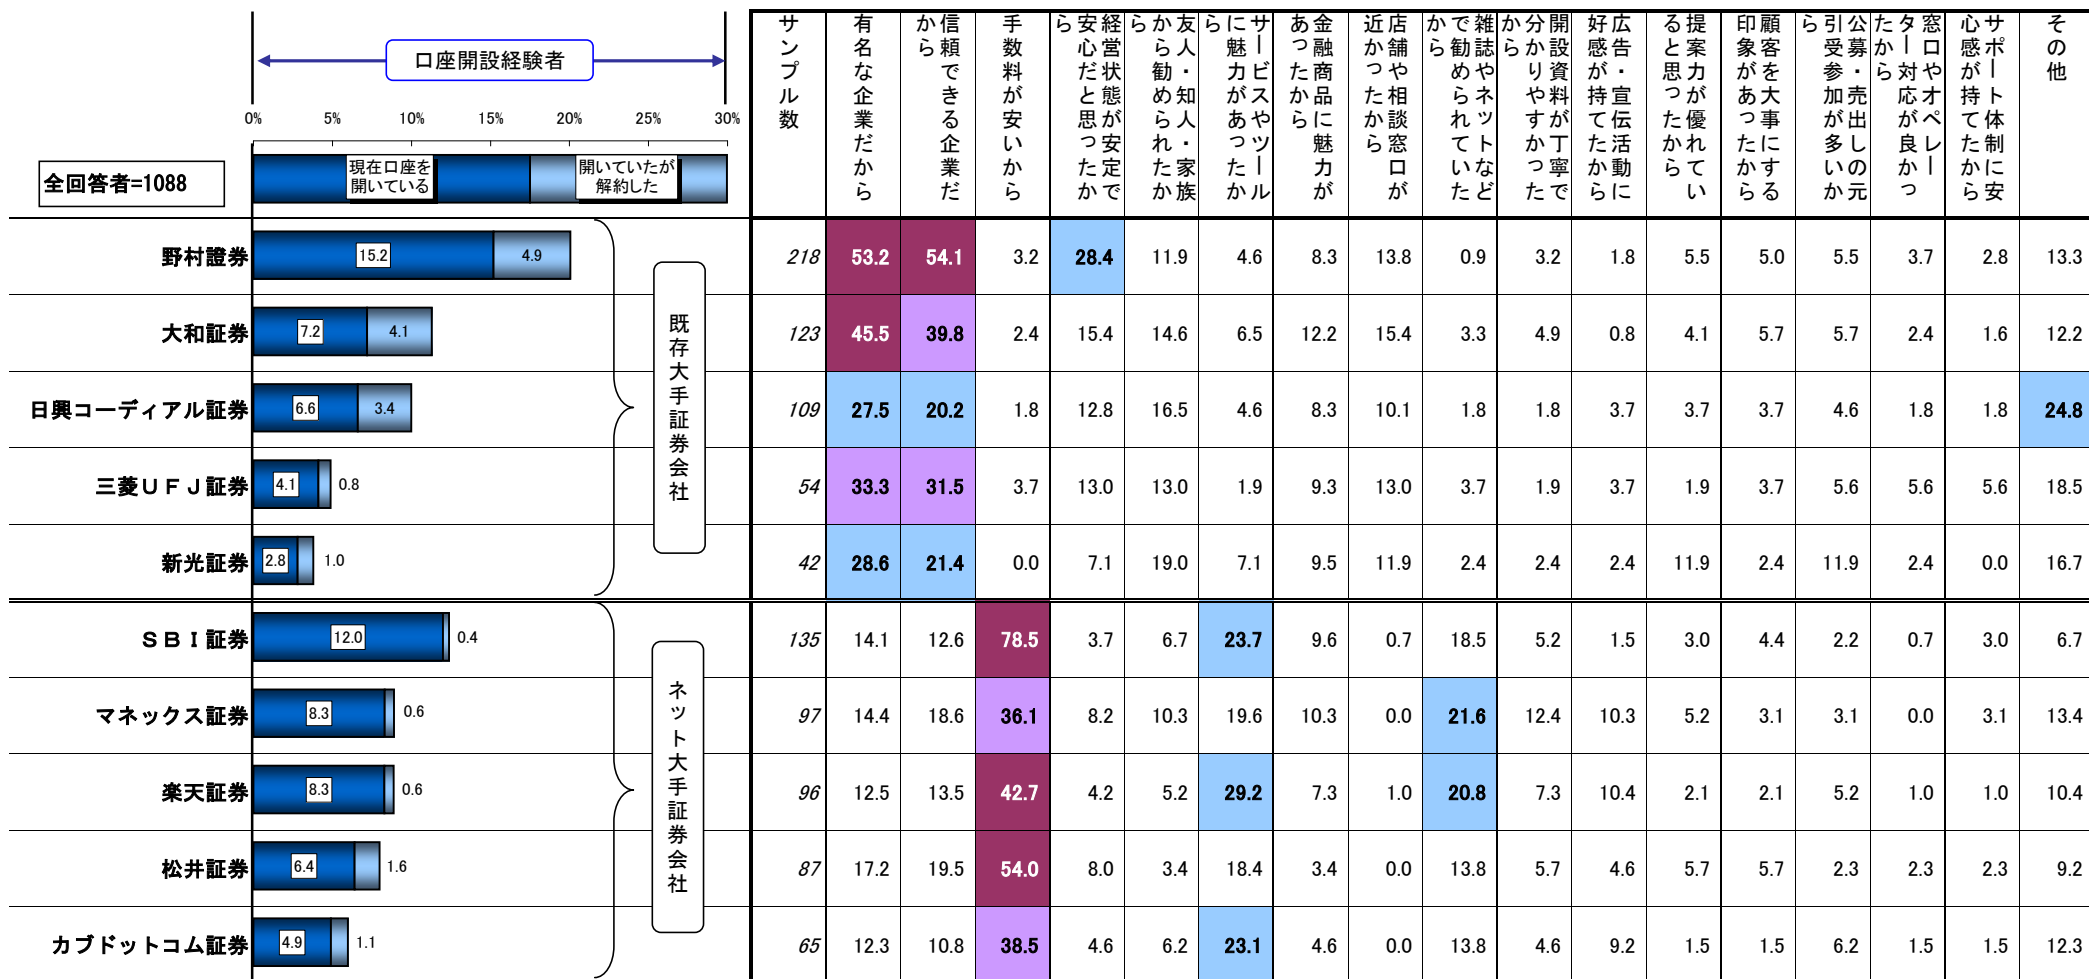 口座開設経験者
0% 5% 10% 15% 20% 25% 30%
全回答者=1088
現在口座を
開いている
開いていたが
解約した
サンプル数
有名な企業だから
信頼できる企業だ
から
手数料が安いから
経営状態が安定で
安心だと思ったか
ら
友人・知人・家族
から勧められたか
ら
サービスやツール
に魅力があったか
ら
金融商品に魅力が
あったから
店舗や相談窓口が
近かったから
雑誌やネットなど
で勧められていた
から
開設資料が丁寧で
分かりやすかった
から
広告・宣伝活動に
好感が持てたから
提案力が優れてい
ると思ったから
顧客を大事にする
印象があったから
公募・売出しの元
引受参加が多いか
ら
窓口やオペレー
ター対応が良かっ
たから
サポート体制に安
心感が持てたから
その他
野村證券 15.2 4.9 218 53.2 54.1 3.2 28.4 11.9 4.6 8.3 13.8 0.9 3.2 1.8 5.5 5.0 5.5 3.7 2.8 13.3
大和証券 7.2 4.1 123 45.5 39.8 2.4 15.4 14.6 6.5 12.2 15.4 3.3 4.9 0.8 4.1 5.7 5.7 2.4 1.6 12.2
日興コーディアル証券 6.6 3.4 109 27.5 20.2 1.8 12.8 16.5 4.6 8.3 10.1 1.8 1.8 3.7 3.7 3.7 4.6 1.8 1.8 24.8
三菱UFJ証券 4.1 0.8 54 33.3 31.5 3.7 13.0 13.0 1.9 9.3 13.0 3.7 1.9 3.7 1.9 3.7 5.6 5.6 5.6 18.5
新光証券 2.8 1.0 42 28.6 21.4 0.0 7.1 19.0 7.1 9.5 11.9 2.4 2.4 2.4 11.9 2.4 11.9 2.4 0.0 16.7
既存大手証券会社
SBI証券 12.0 0.4 135 14.1 12.6 78.5 3.7 6.7 23.7 9.6 0.7 18.5 5.2 1.5 3.0 4.4 2.2 0.7 3.0 6.7
マネックス証券 8.3 0.6 97 14.4 18.6 36.1 8.2 10.3 19.6 10.3 0.0 21.6 12.4 10.3 5.2 3.1 3.1 0.0 3.1 13.4
楽天証券 8.3 0.6 96 12.5 13.5 42.7 4.2 5.2 29.2 7.3 1.0 20.8 7.3 10.4 2.1 2.1 5.2 1.0 1.0 10.4
松井証券 6.4 1.6 87 17.2 19.5 54.0 8.0 3.4 18.4 3.4 0.0 13.8 5.7 4.6 5.7 5.7 2.3 2.3 2.3 9.2
カブドットコム証券 4.9 1.1 65 12.3 10.8 38.5 4.6 6.2 23.1 4.6 0.0 13.8 4.6 9.2 1.5 1.5 6.2 1.5 1.5 12.3
ネット大手証券会社